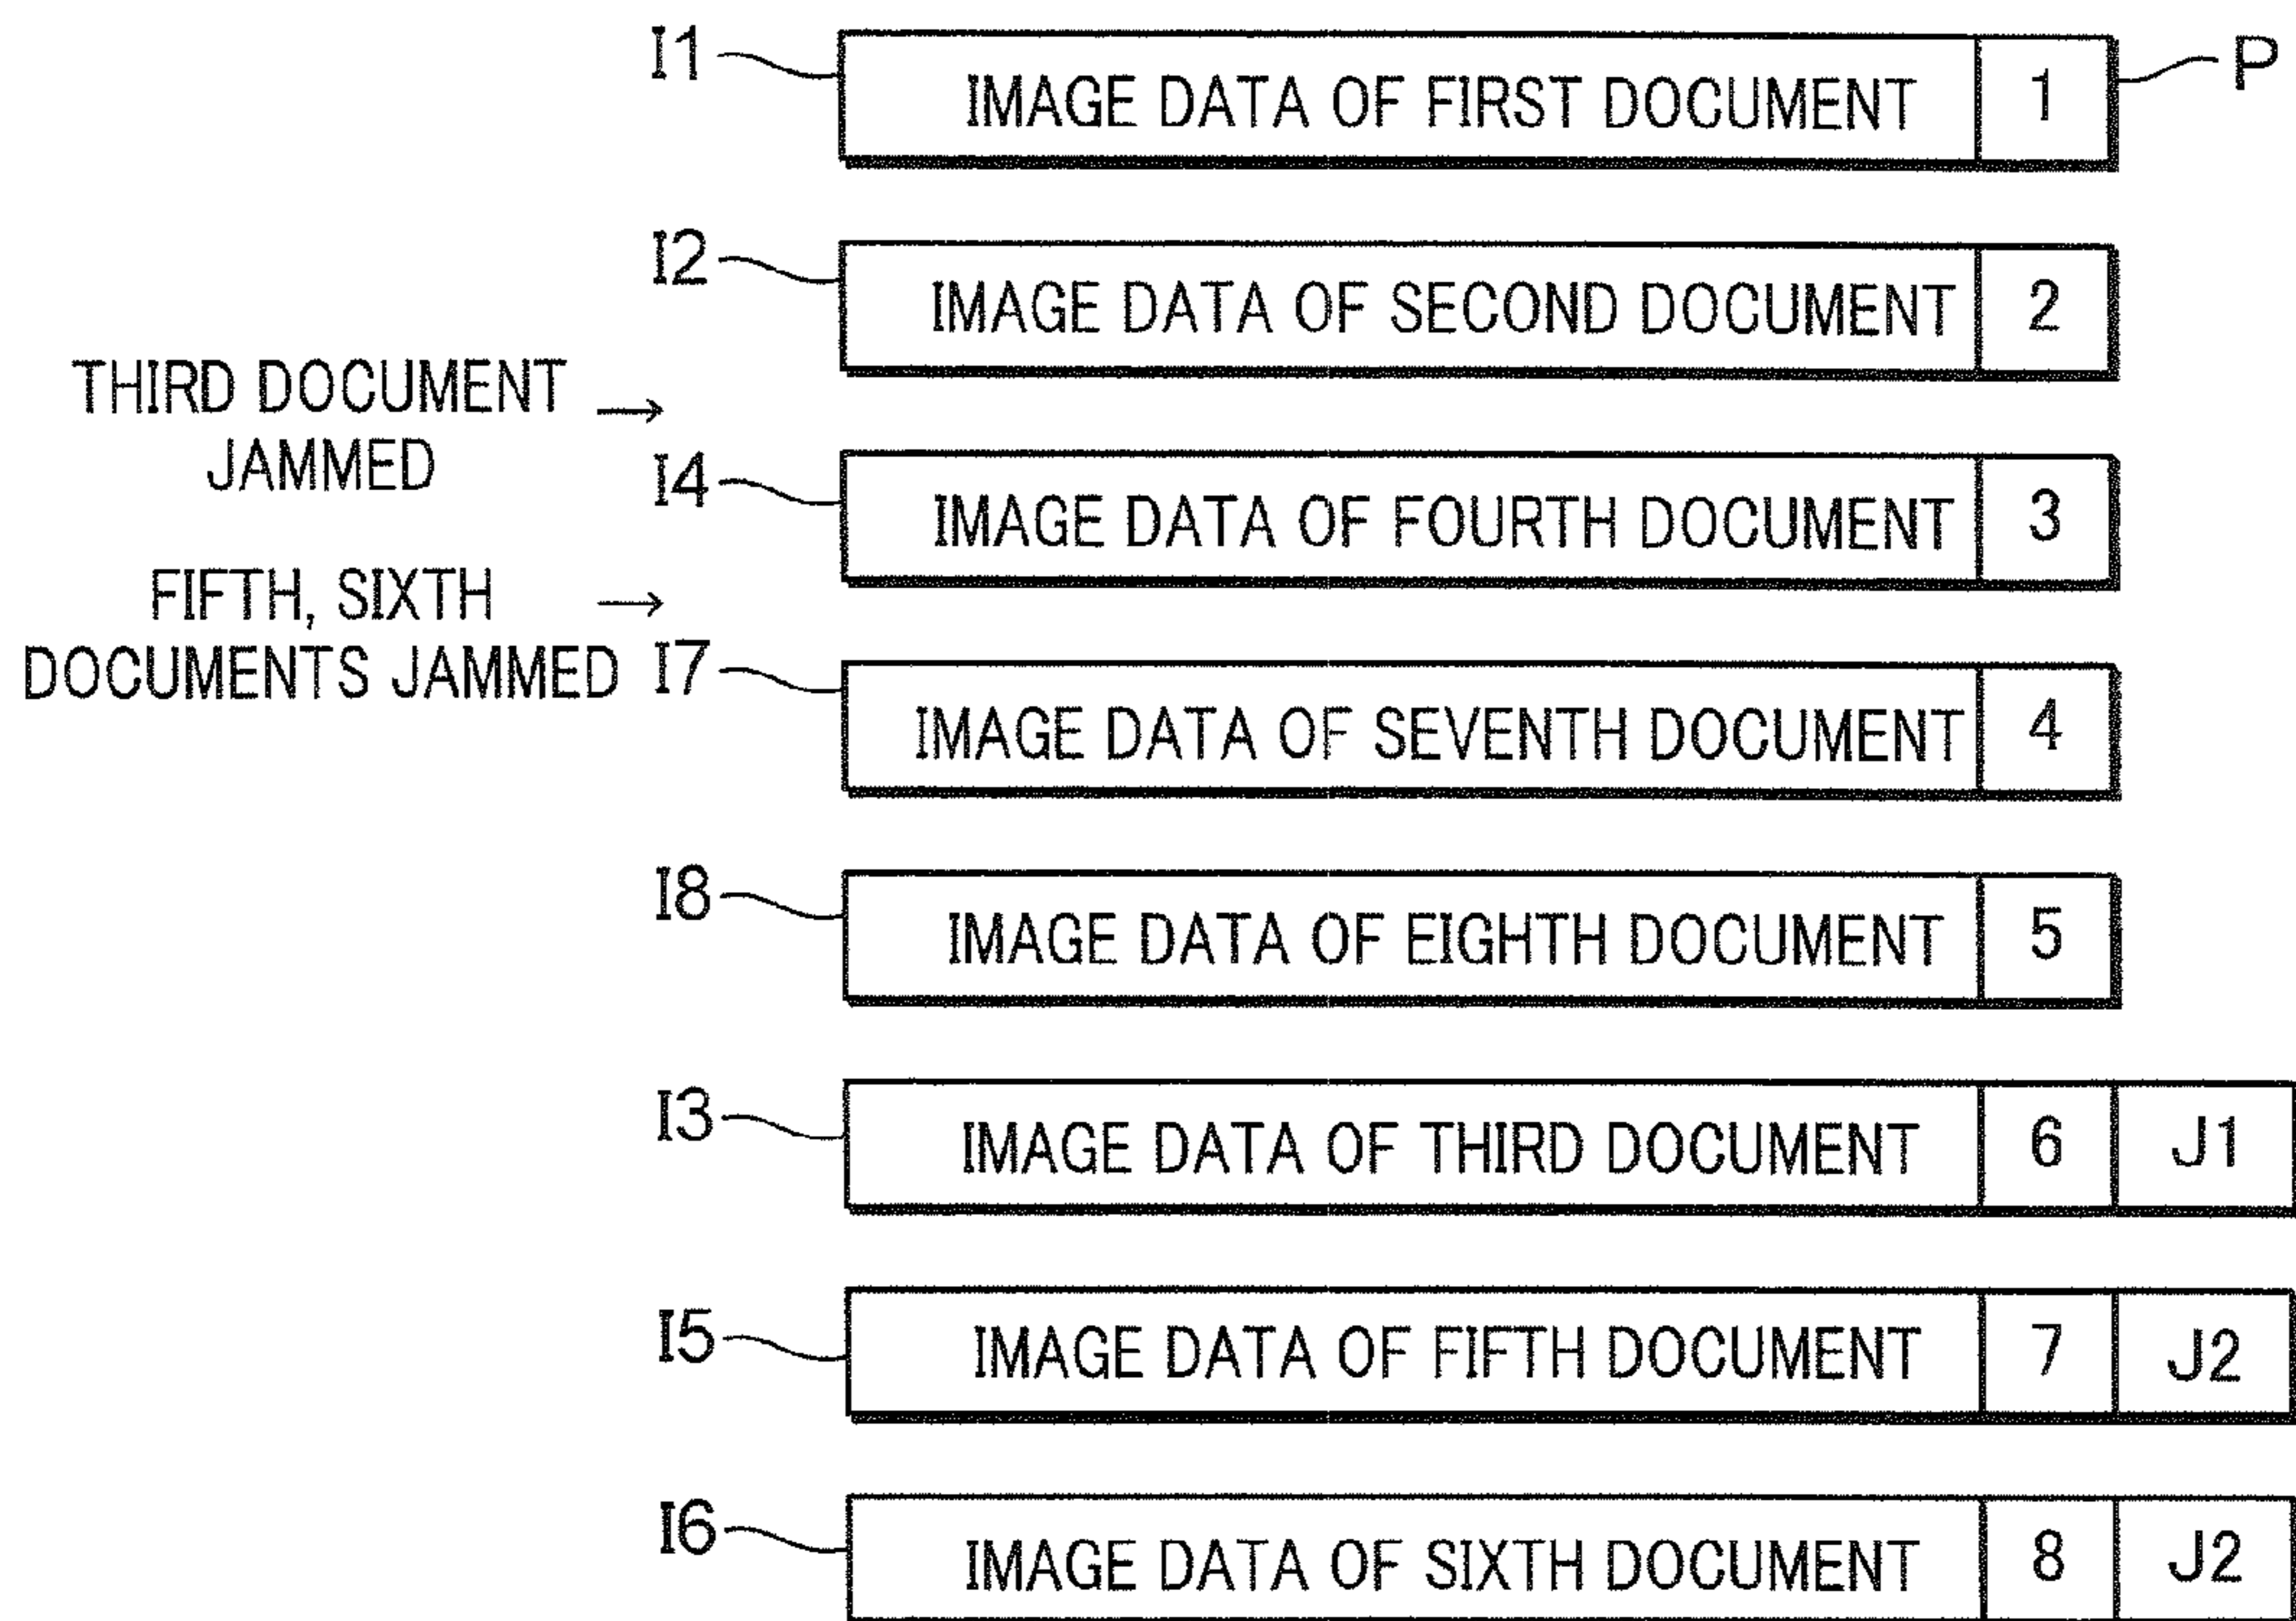 I1 IMAGE DATA OF FIRST DOCUMENT 1 P
I2 IMAGE DATA OF SECOND DOCUMENT 2
THIRD DOCUMENT →
JAMMED
I4 IMAGE DATA OF FOURTH DOCUMENT 3
FIFTH, SIXTH →
DOCUMENTS JAMMED
I7 IMAGE DATA OF SEVENTH DOCUMENT 4
I8 IMAGE DATA OF EIGHTH DOCUMENT 5
I3 IMAGE DATA OF THIRD DOCUMENT 6 J1
I5 IMAGE DATA OF FIFTH DOCUMENT 7 J2
I6 IMAGE DATA OF SIXTH DOCUMENT 8 J2